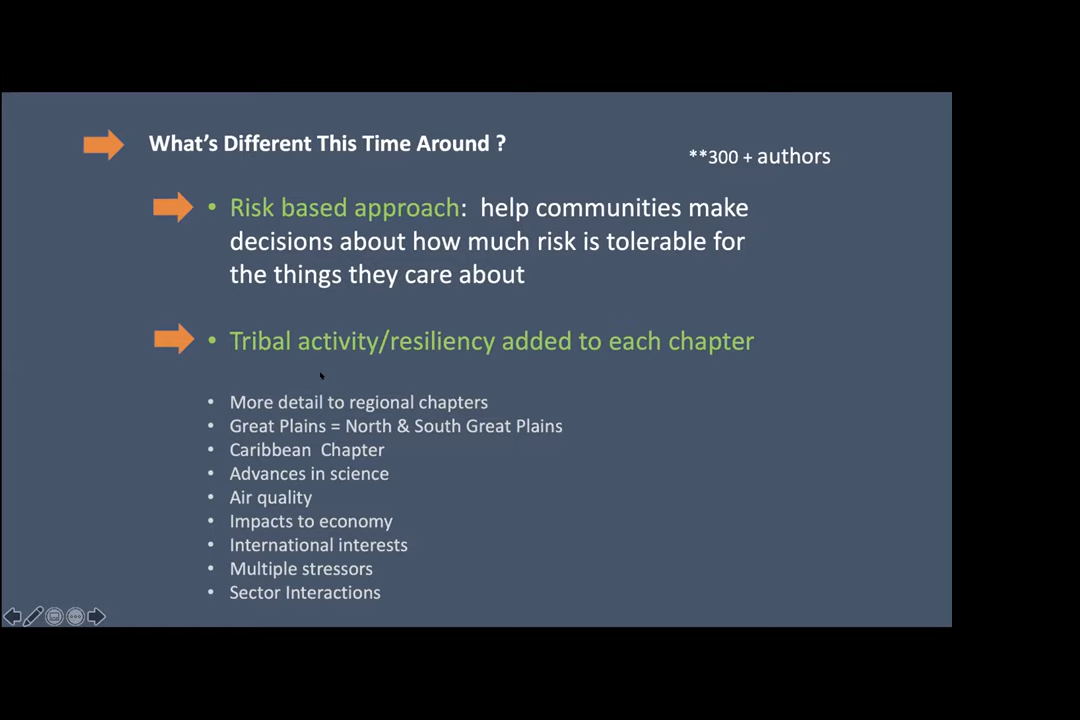 What's Different This Time Around ?
**300 + authors
• Risk based approach: help communities make
decisions about how much risk is tolerable for
the things they care about
• Tribal activity/resiliency added to each chapter
• More detail to regional chapters
• Great Plains = North & South Great Plains
• Caribbean Chapter
• Advances in science
• Air quality
• Impacts to economy
• International interests
• Multiple stressors
• Sector Interactions